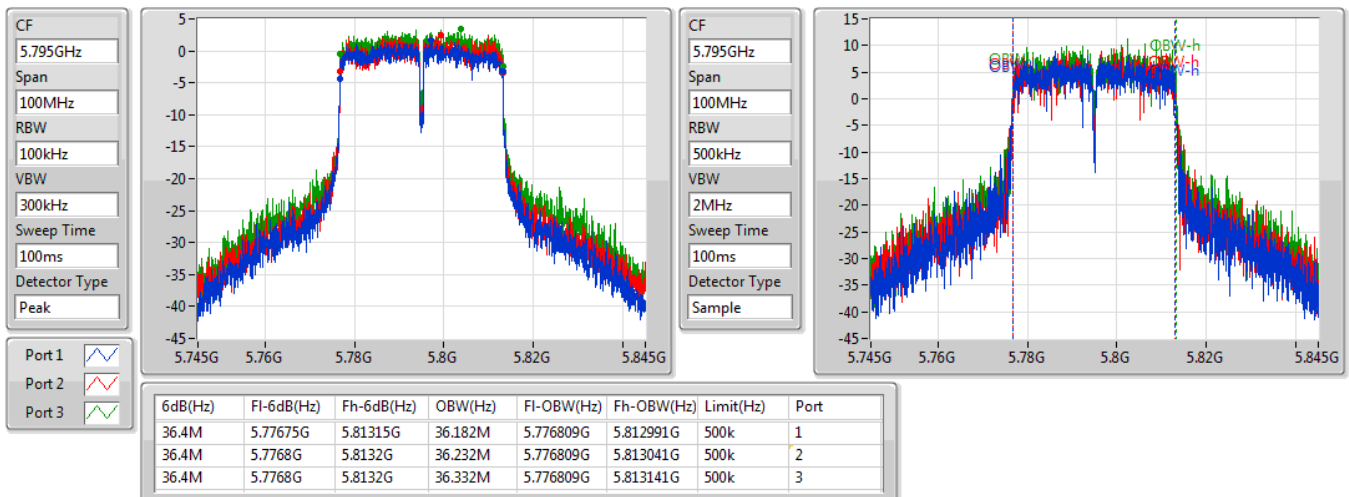 CF
5.795GHz
Span
100MHz
RBW
100kHz
VBW
300kHz
Sweep Time
100ms
Detector Type
Peak
5-
0-
-5-
-10-
-15-
-20-
-25-
-30-
-35-
-40-
-45-
5.745G 5.76G 5.78G 5.8G 5.82G 5.845G
CF
5.795GHz
Span
100MHz
RBW
500kHz
VBW
2MHz
Sweep Time
100ms
Detector Type
Sample
15-
10-
5-
0-
-5-
-10-
-15-
-20-
-25-
-30-
-35-
-40-
-45-
OBW-h
5.745G 5.76G 5.78G 5.8G 5.82G 5.845G
Port 1
Port 2
Port 3
6dB(Hz) Fl-6dB(Hz) Fh-6dB(Hz) OBW(Hz) Fl-OBW(Hz) Fh-OBW(Hz) Limit(Hz) Port
36.4M 5.77675G 5.81315G 36.182M 5.776809G 5.812991G 500k 1
36.4M 5.7768G 5.8132G 36.232M 5.776809G 5.813041G 500k 2
36.4M 5.7768G 5.8132G 36.332M 5.776809G 5.813141G 500k 3